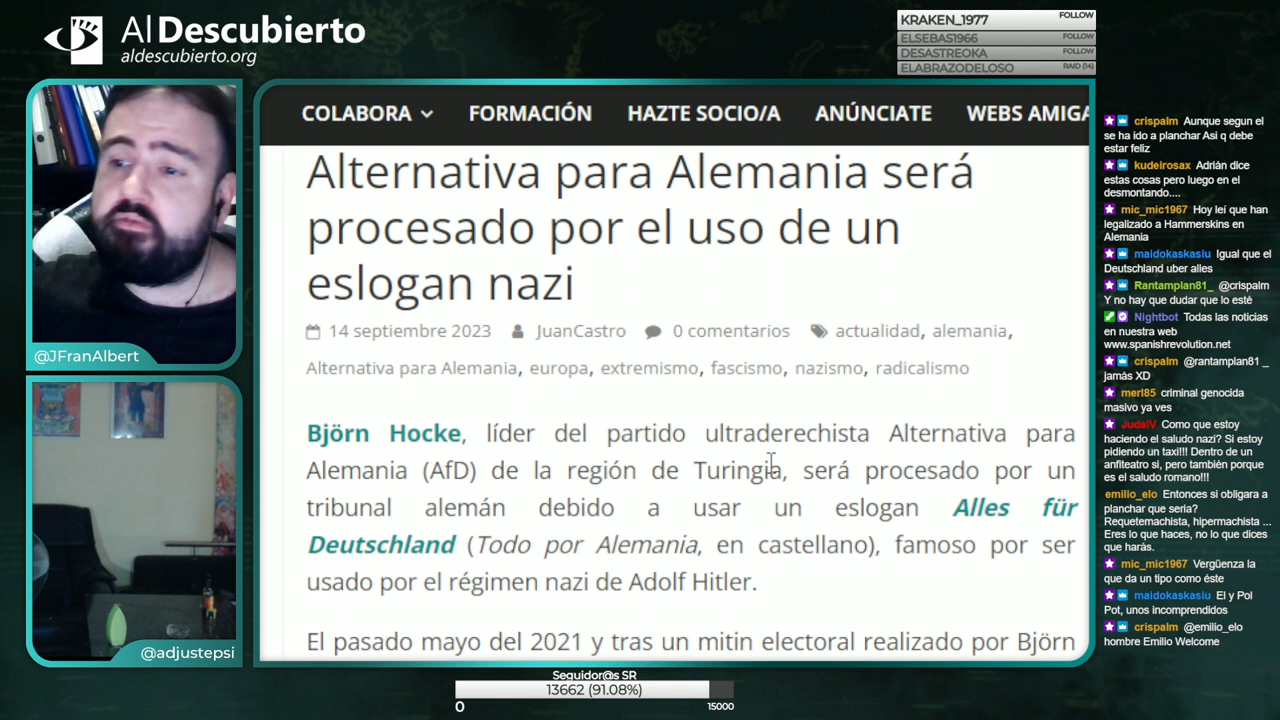 Al Descubierto
aldescubierto.org
KRAKEN_1977 FOLLOW
ELSEBAS1966 FOLLOW
DESASTREOKA FOLLOW
ELABRAZODELOSO RAID (14)
COLABORA FORMACIÓN HAZTE SOCIO/A ANÚNCIATE WEBS AMIGA
Alternativa para Alemania será
procesado por el uso de un
eslogan nazi
14 septiembre 2023 JuanCastro 0 comentarios actualidad, alemania,
Alternativa para Alemania, europa, extremismo, fascismo, nazismo, radicalismo
Björn Hocke, líder del partido ultraderechista Alternativa para
Alemania (AfD) de la región de Turingia, será procesado por un
tribunal alemán debido a usar un eslogan Alles für
Deutschland (Todo por Alemania, en castellano), famoso por ser
usado por el régimen nazi de Adolf Hitler.
El pasado mayo del 2021 y tras un mitin electoral realizado por Björn
@JFranAlbert
@adjustepsi
crispalm Aunque segun el
se ha ido a planchar Asi q debe
estar feliz
kudeirosax Adrián dice
estas cosas pero luego en el
desmontando....
mic_mic1967 Hoy leí que han
legalizado a Hammerskins en
Alemania
maidokaskasiu Igual que el
Deutschland uber alles
Rantamplan81_ @crispalm
Y no hay que dudar que lo esté
Nightbot Todas las noticias
en nuestra web
www.spanishrevolution.net
crispalm @rantamplan81_
jamás XD
merl85 criminal genocida
masivo ya ves
JudalV Como que estoy
haciendo el saludo nazi? Si estoy
pidiendo un taxi!!! Dentro de un
anfiteatro si, pero también porque
es el saludo romano!!!
emilio_elo Entonces si obligara a
planchar que seria?
Requetemachista, hipermachista ...
Eres lo que haces, no lo que dices
que harás.
mic_mic1967 Vergüenza la
que da un tipo como éste
maidokaskasiu El y Pol
Pot, unos incomprendidos
crispalm @emilio_elo
hombre Emilio Welcome
Seguidor@s SR
13662 (91.08%)
0 15000